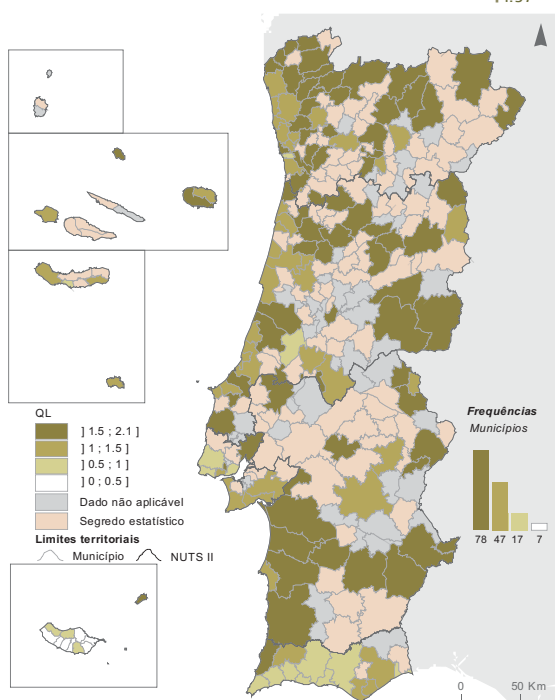 QL
] 1.5 ; 2.1 ]
] 1 ; 1.5 ]
] 0.5 ; 1 ]
] 0 ; 0.5 ]
Dado não aplicável
Segredo estatístico
Limites territoriais
Município NUTS II
Frequências
Municípios
78 47 17 7
0 50 Km